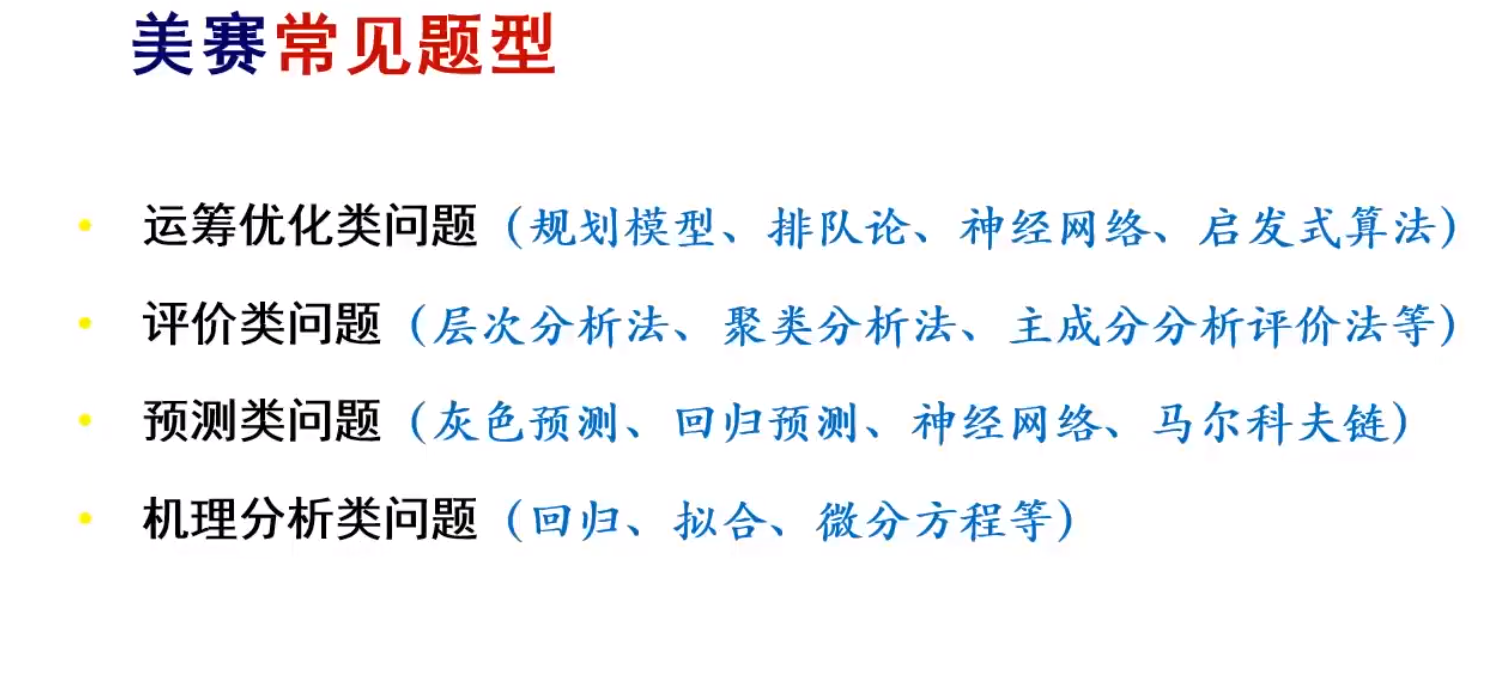 美赛常见题型
• 运筹优化类问题（规划模型、排队论、神经网络、启发式算法）
• 评价类问题（层次分析法、聚类分析法、主成分分析评价法等）
• 预测类问题（灰色预测、回归预测、神经网络、马尔科夫链）
• 机理分析类问题（回归、拟合、微分方程等）